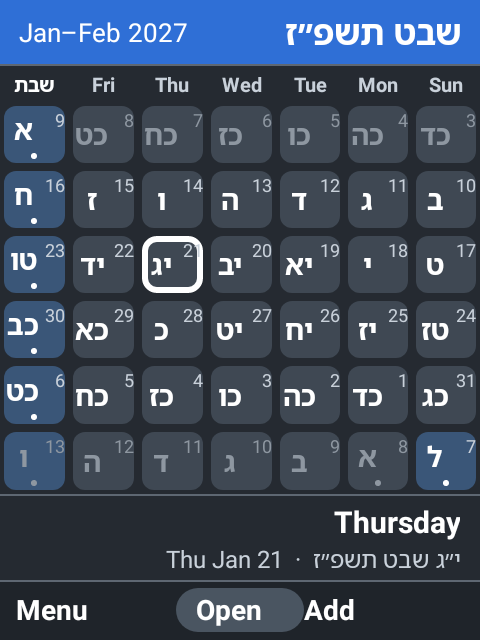 שבט תשפ״ז Jan–Feb 2027
Sun Mon Tue Wed Thu Fri שבת
3 כד 4 כה 5 כו 6 כז 7 כח 8 כט 9 א
10 ב 11 ג 12 ד 13 ה 14 ו 15 ז 16 ח
17 ט 18 י 19 יא 20 יב 21 יג 22 יד 23 טו
24 טז 25 יז 26 יח 27 יט 28 כ 29 כא 30 כב
31 כג 1 כד 2 כה 3 כו 4 כז 5 כח 6 כט
7 ל 8 א 9 ב 10 ג 11 ד 12 ה 13 ו
Thursday
י״ג שבט תשפ״ז · Thu Jan 21
Menu Open Add